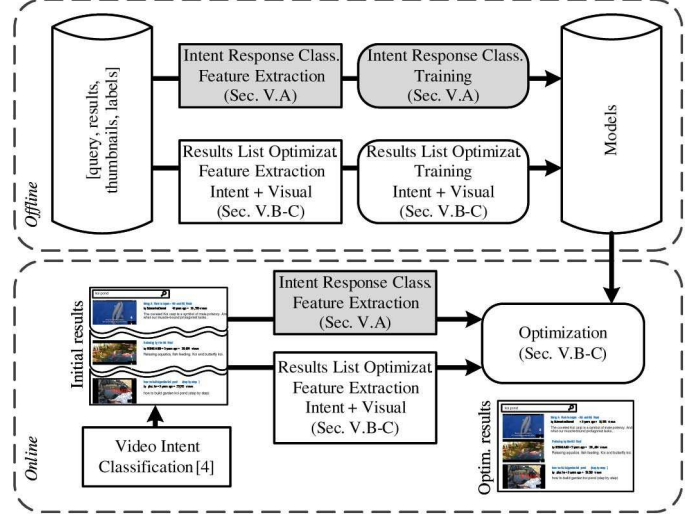 Offline
[query, results,
thumbnails, labels]
Intent Response Class.
Feature Extraction
(Sec. V.A)
Intent Response Class.
Training
(Sec. V.A)
Results List Optimizat.
Feature Extraction
Intent + Visual
(Sec. V.B-C)
Results List Optimizat.
Training
Intent + Visual
(Sec. V.B-C)
Models
Online
Initial results
Video Intent
Classification [4]
Intent Response Class.
Feature Extraction
(Sec. V.A)
Results List Optimizat.
Feature Extraction
Intent + Visual
(Sec. V.B-C)
Optimization
(Sec. V.B-C)
Optim. results